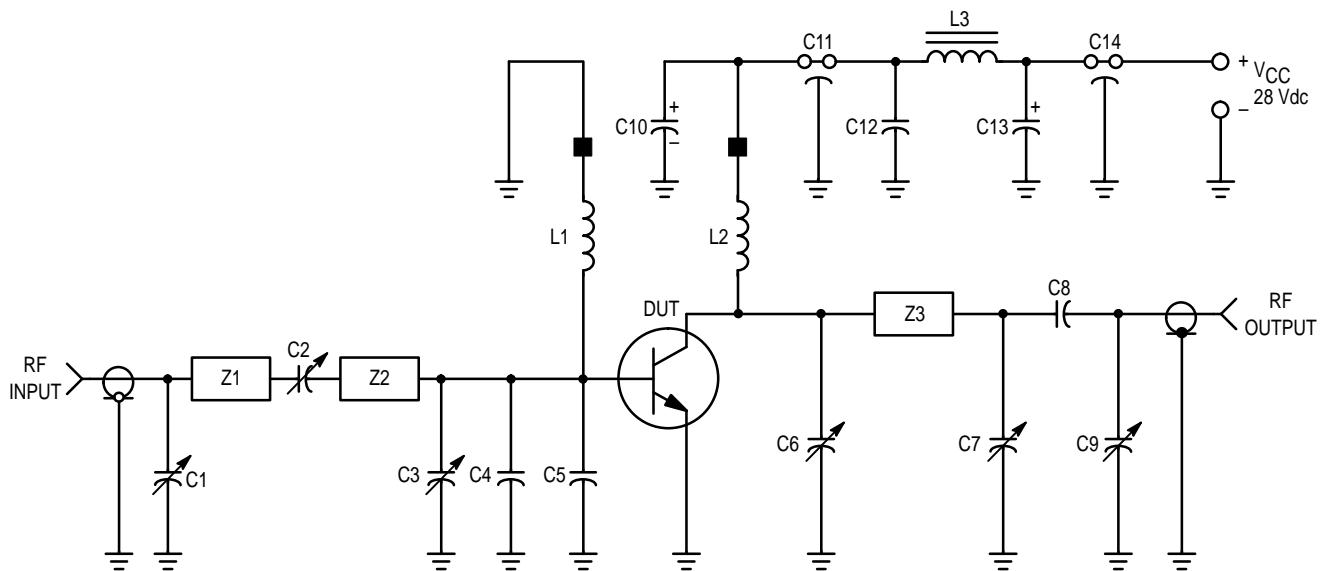 L3
C11
C14
+
V_CC
28 Vdc
–
C10
+
–
C12
C13
+
L1
L2
DUT
C8
RF
OUTPUT
Z3
RF
INPUT
C2
Z1
Z2
C1
C3
C4
C5
C6
C7
C9